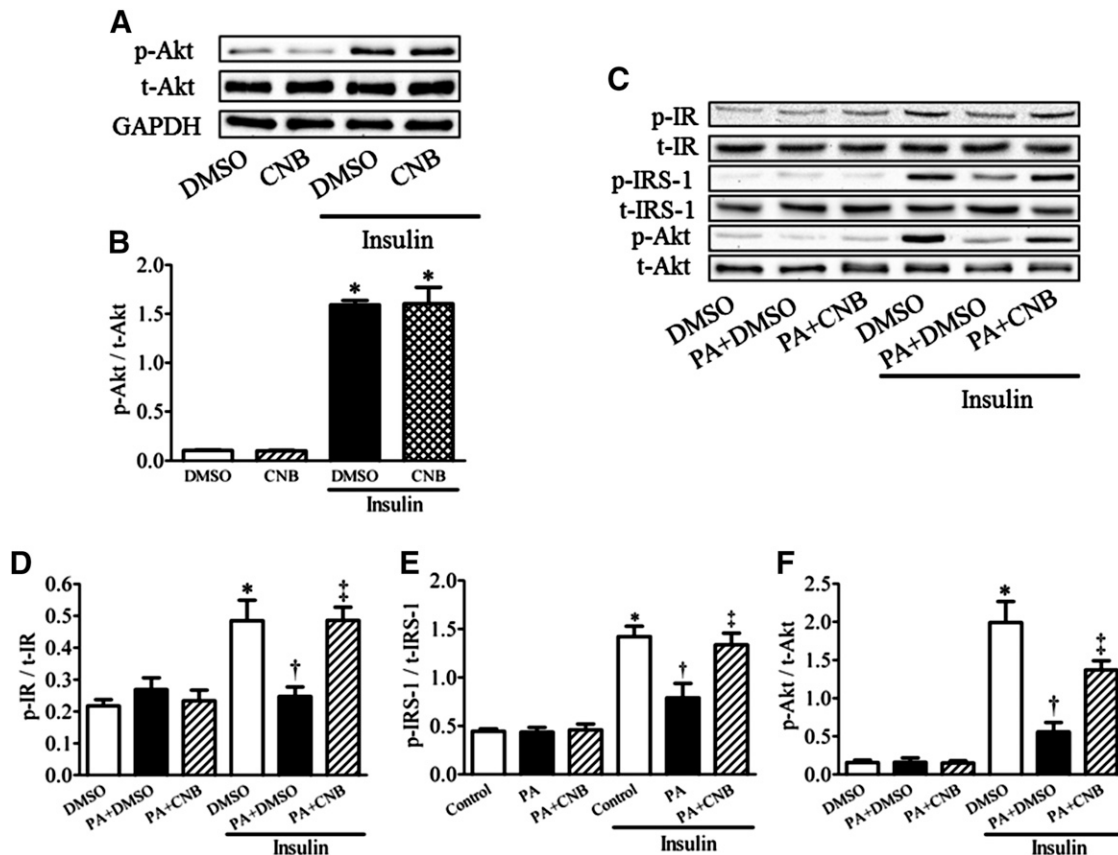 A
p-Akt
t-Akt
GAPDH
DMSO CNB DMSO CNB
Insulin
B
p-Akt / t-Akt
2.0
1.5
1.0
0.5
0.0
* *
DMSO CNB DMSO CNB
Insulin
C
p-IR
t-IR
p-IRS-1
t-IRS-1
p-Akt
t-Akt
DMSO PA+DMSO PA+CNB DMSO PA+DMSO PA+CNB
Insulin
D
p-IR / t-IR
0.6
0.5
0.4
0.3
0.2
0.1
0.0
* † ‡
DMSO PA+DMSO PA+CNB DMSO PA+DMSO PA+CNB
Insulin
E
p-IRS-1 / t-IRS-1
2.0
1.5
1.0
0.5
0.0
* † ‡
Control PA PA+CNB Control PA PA+CNB
Insulin
F
p-Akt / t-Akt
2.5
2.0
1.5
1.0
0.5
0.0
* † ‡
DMSO PA+DMSO PA+CNB DMSO PA+DMSO PA+CNB
Insulin